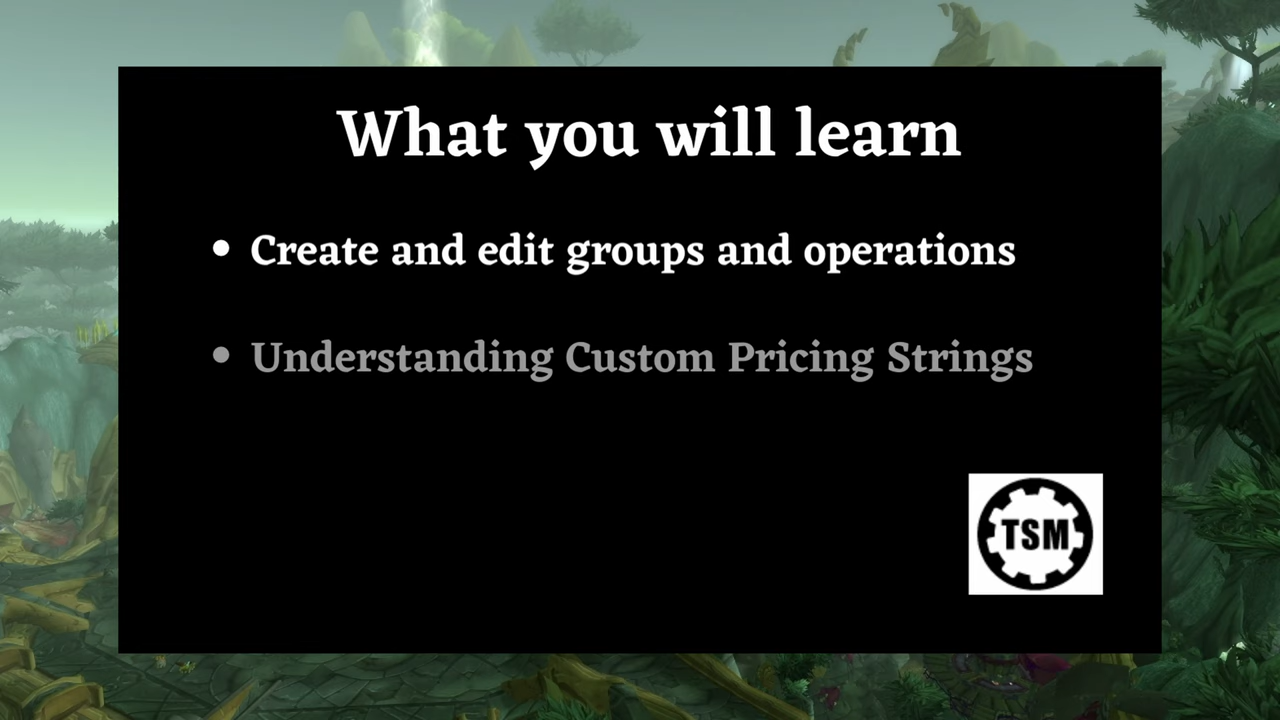 What you will learn
• Create and edit groups and operations
• Understanding Custom Pricing Strings
TSM